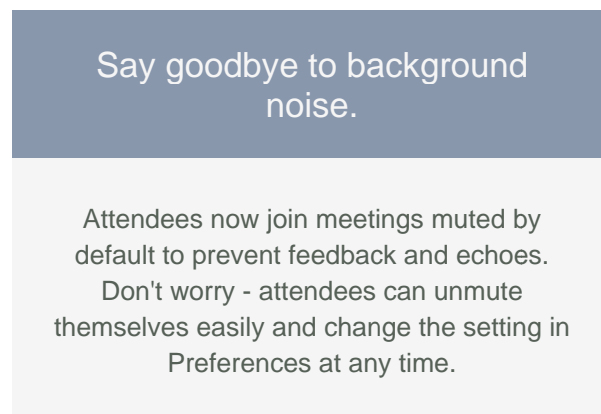 Say goodbye to background
noise.
Attendees now join meetings muted by
default to prevent feedback and echoes.
Don't worry - attendees can unmute
themselves easily and change the setting in
Preferences at any time.